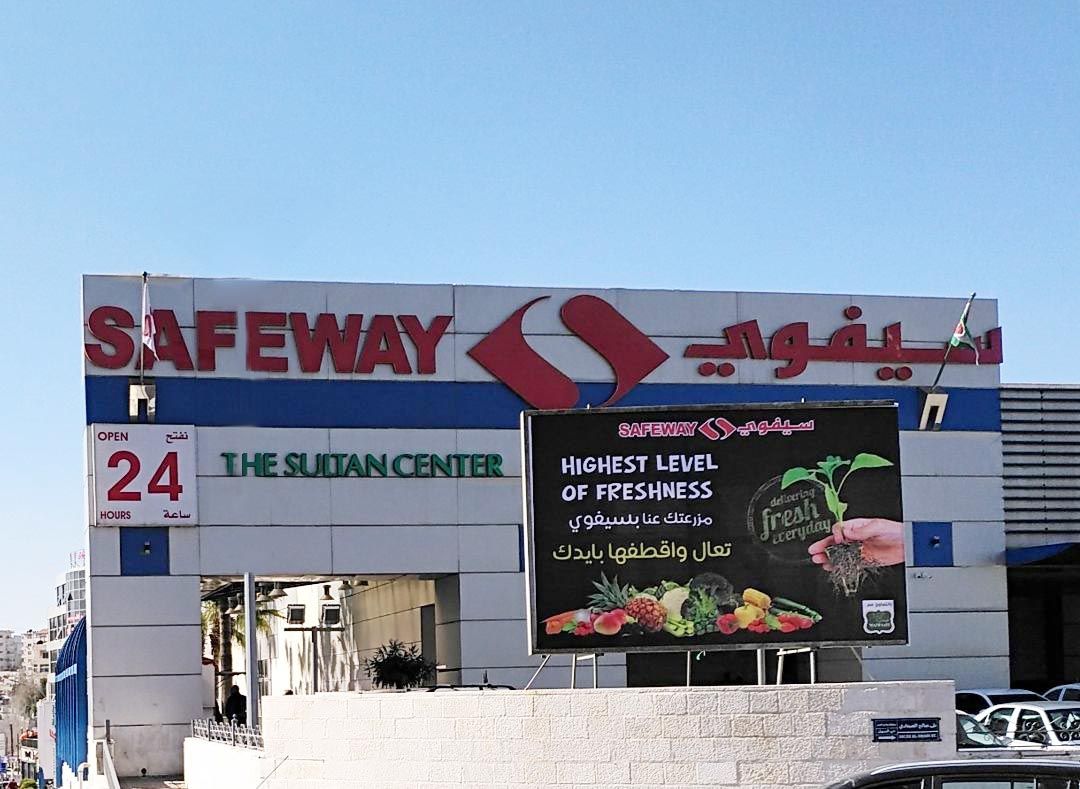 SAFEWAY سيفوي
OPEN نفتح
24
HOURS ساعة
THE SULTAN CENTER
SAFEWAY سيفوي
HIGHEST LEVEL
OF FRESHNESS
مزرعتك عنا بسيفوي
تعال واقطفها بايدك
delivering
fresh
everyday